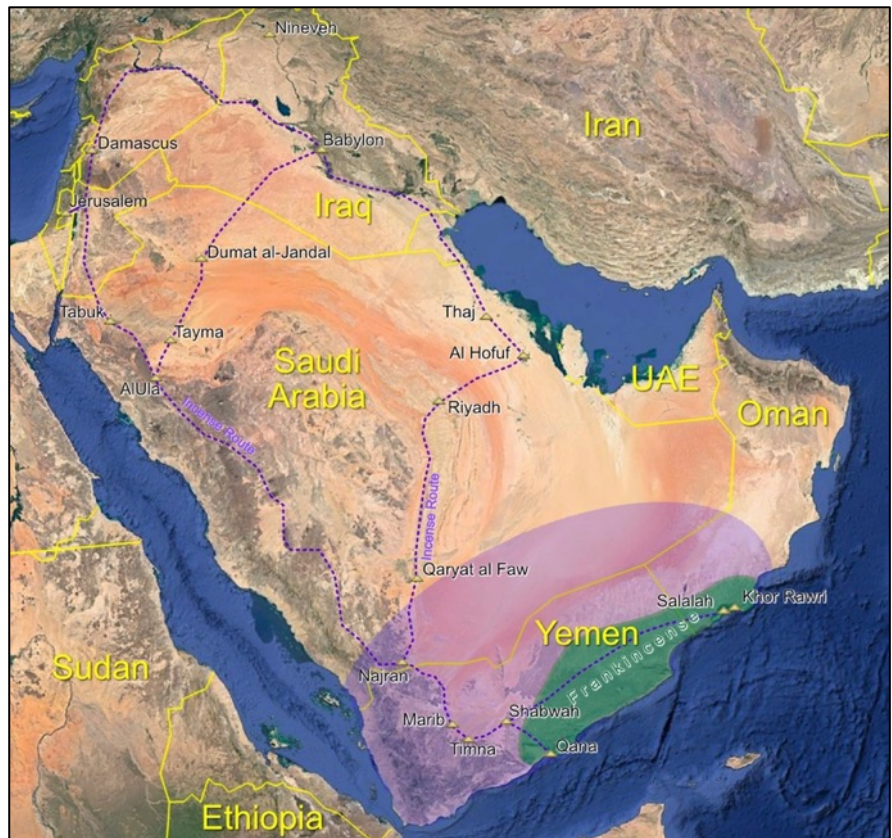 Nineveh
Iran
Damascus
Babylon
Jerusalem
Iraq
Dumat al-Jandal
Tabuk
Tayma
Thaj
Saudi
Arabia
Al Hofuf
AlUla
UAE
Riyadh
Oman
Incense Route
Incense Route
Qaryat al Faw
Salalah
Khor Rawri
Yemen
Frankincense
Sudan
Najran
Marib
Shabwah
Timna
Qana
Ethiopia